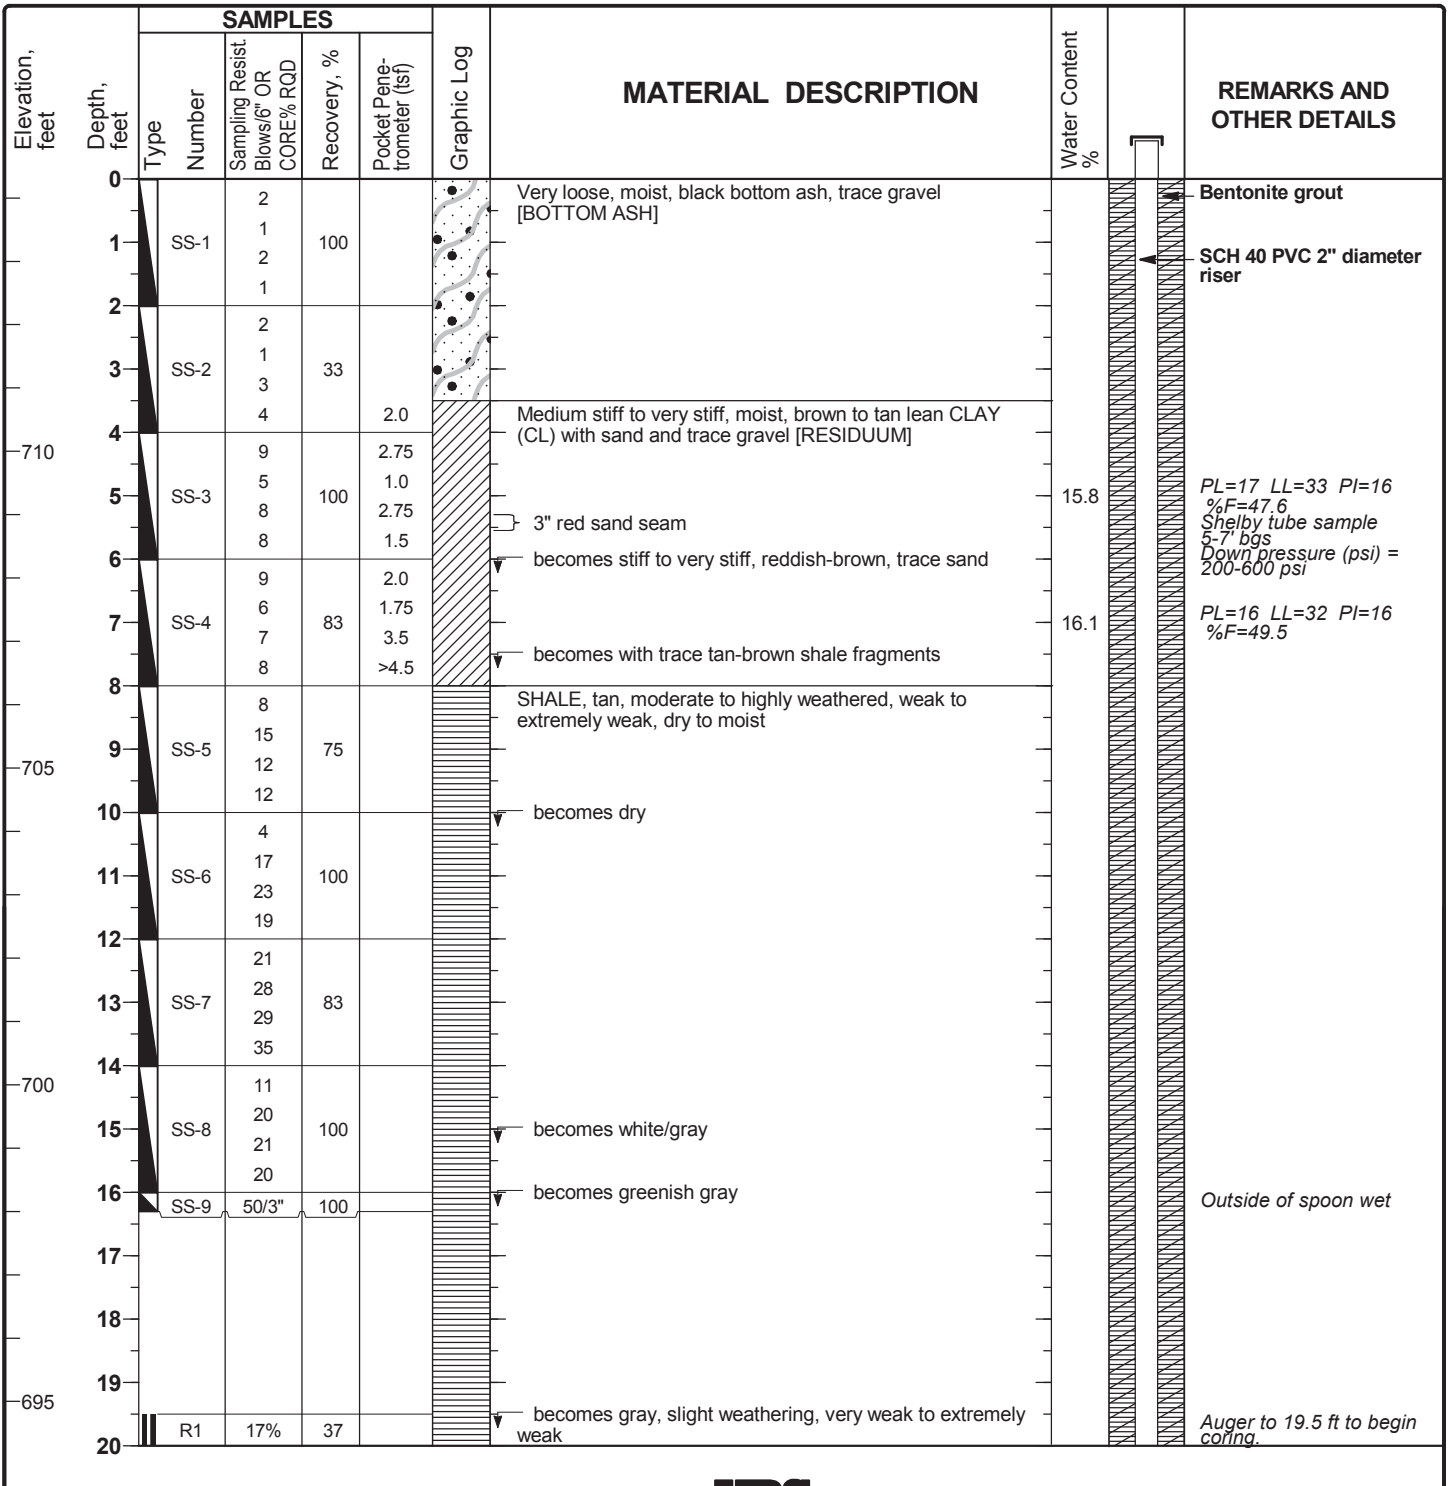 SAMPLES
Elevation,
feet
Depth,
feet
Type
Number
Sampling Resist.
Blows/6" OR
CORE% RQD
Recovery, %
Pocket Pene-
trometer (tsf)
Graphic Log
MATERIAL DESCRIPTION
Water Content
%
REMARKS AND
OTHER DETAILS
0
2
Very loose, moist, black bottom ash, trace gravel
[BOTTOM ASH]
Bentonite grout
1
1 SS-1 100
2
SCH 40 PVC 2" diameter
riser
1
2
2
1
3 SS-2 33
3
4 2.0
Medium stiff to very stiff, moist, brown to tan lean CLAY
(CL) with sand and trace gravel [RESIDUUM]
4
710
9 2.75
5 1.0
5 SS-3 100 15.8
PL=17 LL=33 PI=16
%F=47.6
8 2.75
3" red sand seam
Shelby tube sample
5-7' bgs
8 1.5
Down pressure (psi) =
200-600 psi
6
becomes stiff to very stiff, reddish-brown, trace sand
9 2.0
6 1.75
7 SS-4 83 16.1
PL=16 LL=32 PI=16
%F=49.5
7 3.5
becomes with trace tan-brown shale fragments
8 >4.5
8
8
SHALE, tan, moderate to highly weathered, weak to
extremely weak, dry to moist
15
9 SS-5 75
12
705
12
10
becomes dry
4
17
11 SS-6 100
23
19
12
21
28
13 SS-7 83
29
35
14
700
11
20
15 SS-8 100
becomes white/gray
21
20
16
becomes greenish gray
SS-9 50/3" 100
Outside of spoon wet
17
18
19
695
becomes gray, slight weathering, very weak to extremely
weak
R1 17% 37
Auger to 19.5 ft to begin
coring.
20